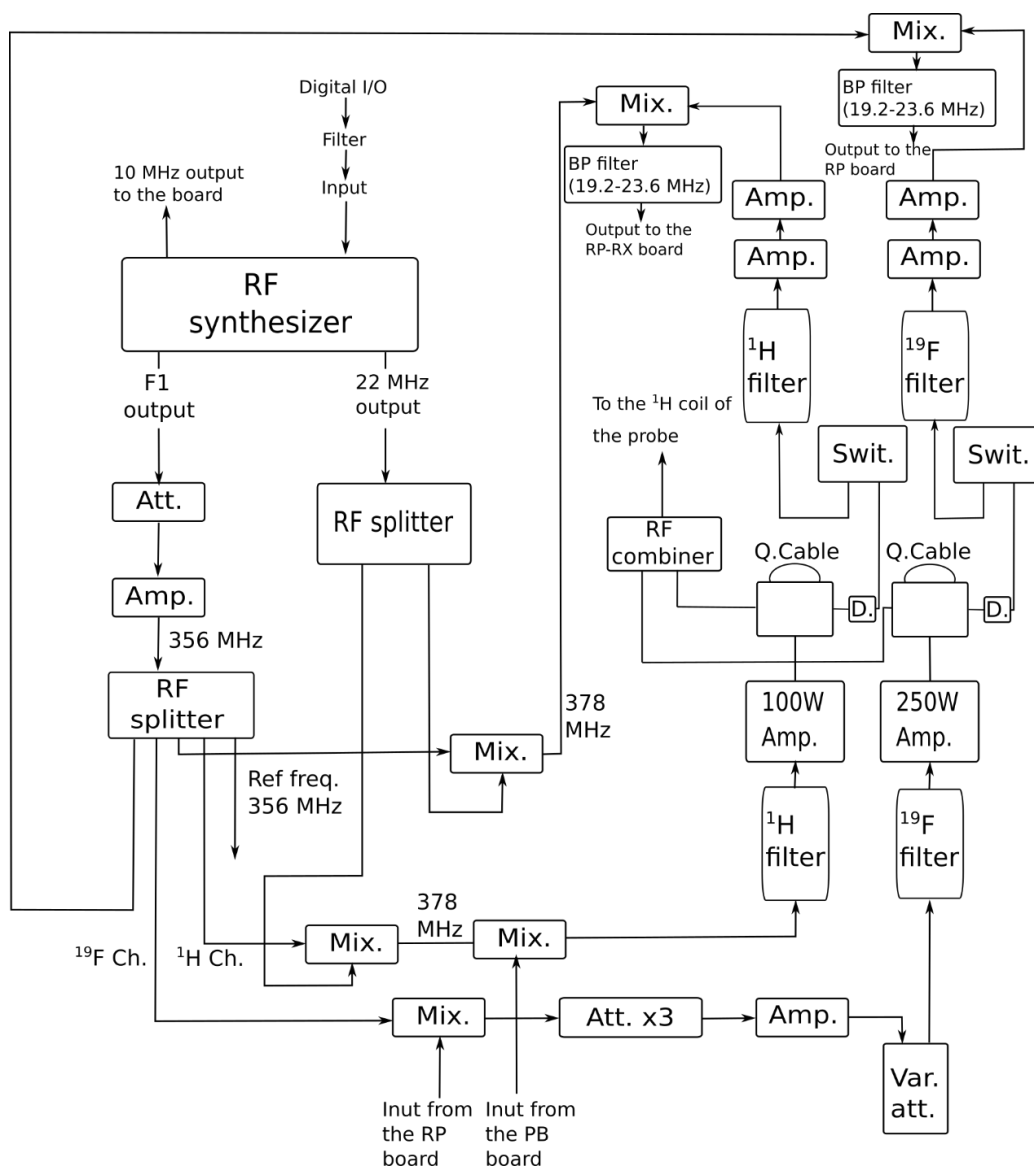 Mix.
BP filter
(19.2-23.6 MHz)
Output to the
RP board
Digital I/O
Filter
Input
10 MHz output
to the board
Mix.
BP filter
(19.2-23.6 MHz)
Output to the
RP-RX board
Amp.
Amp.
Amp.
Amp.
RF
synthesizer
F1
output
22 MHz
output
¹H
filter
¹⁹F
filter
To the ¹H coil of
the probe
Swit.
Swit.
Att.
RF splitter
RF
combiner
Q.Cable
Q.Cable
D.
D.
Amp.
356 MHz
RF
splitter
100W
Amp.
250W
Amp.
378
MHz
Mix.
Ref freq.
356 MHz
¹H
filter
¹⁹F
filter
¹⁹F Ch.
¹H Ch.
Mix.
378
MHz
Mix.
Mix.
Att. x3
Amp.
Var.
att.
Inut from
the RP
board
Inut from
the PB
board